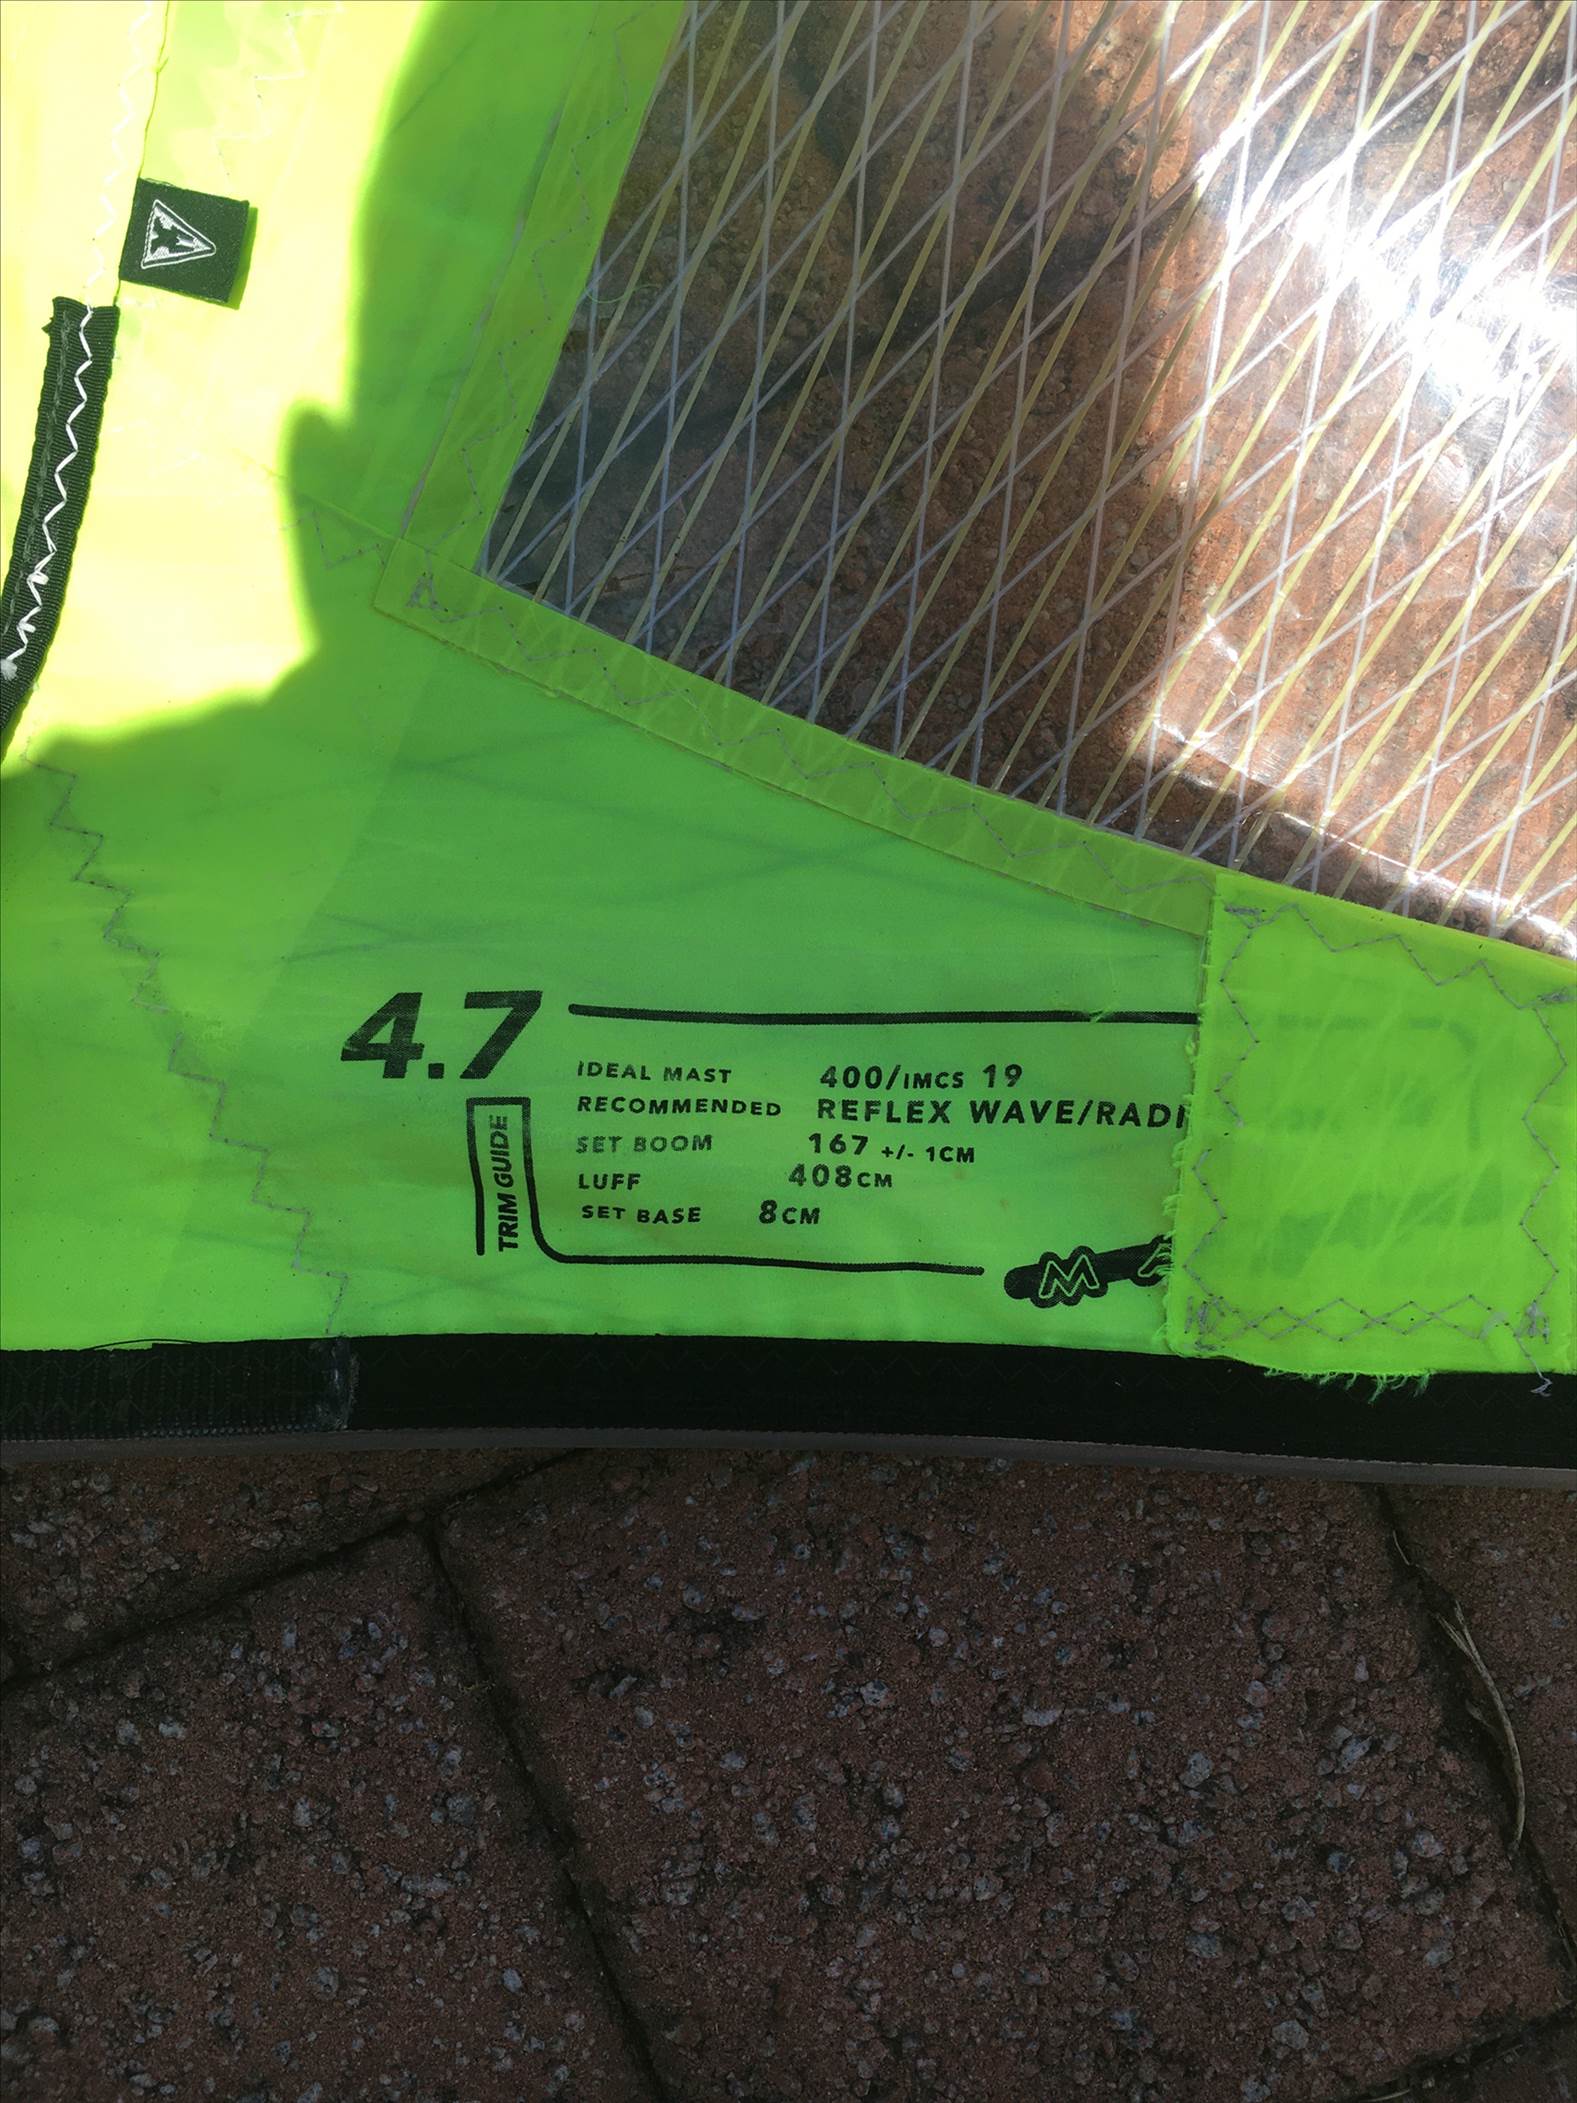 4.7
IDEAL MAST 400/IMCS 19
RECOMMENDED REFLEX WAVE/RADI
SET BOOM 167 +/- 1CM
LUFF 408CM
SET BASE 8CM
TRIM GUIDE
M